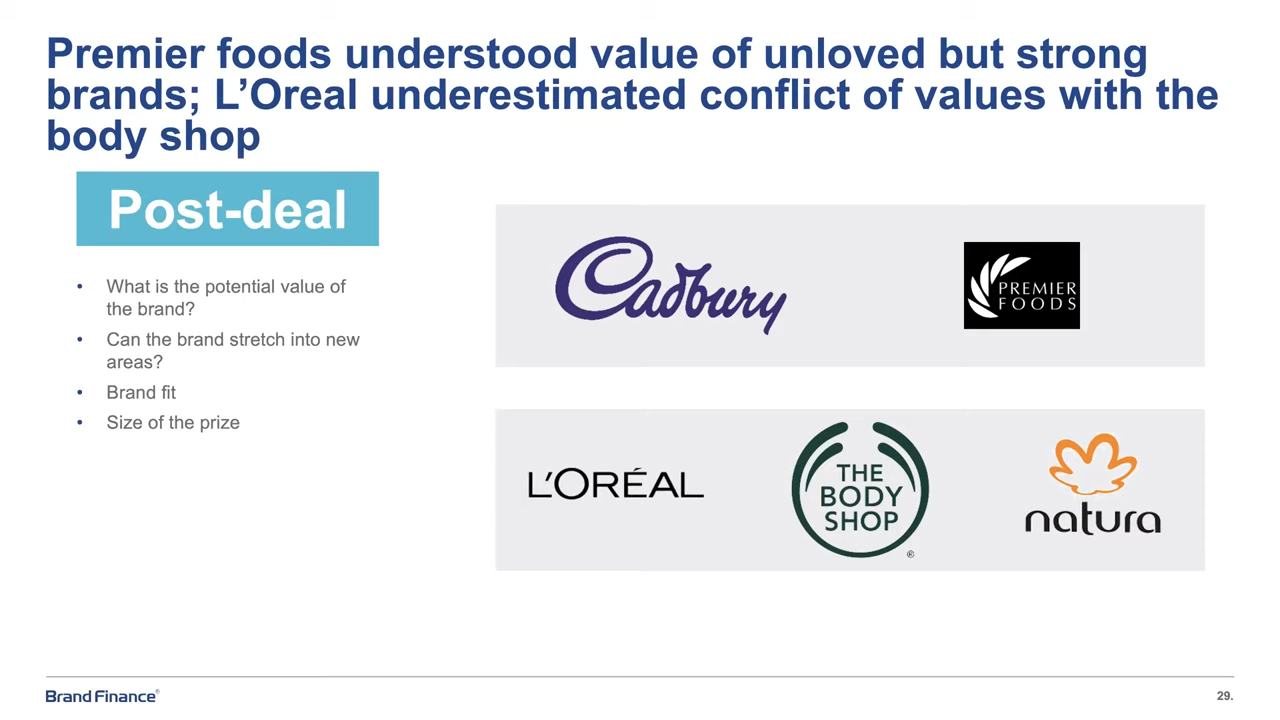 Premier foods understood value of unloved but strong
brands; L’Oreal underestimated conflict of values with the
body shop
Post-deal
• What is the potential value of
the brand?
• Can the brand stretch into new
areas?
• Brand fit
• Size of the prize
Cadbury
PREMIER
FOODS
L'ORÉAL
THE
BODY
SHOP
®
natura
Brand Finance®
29.